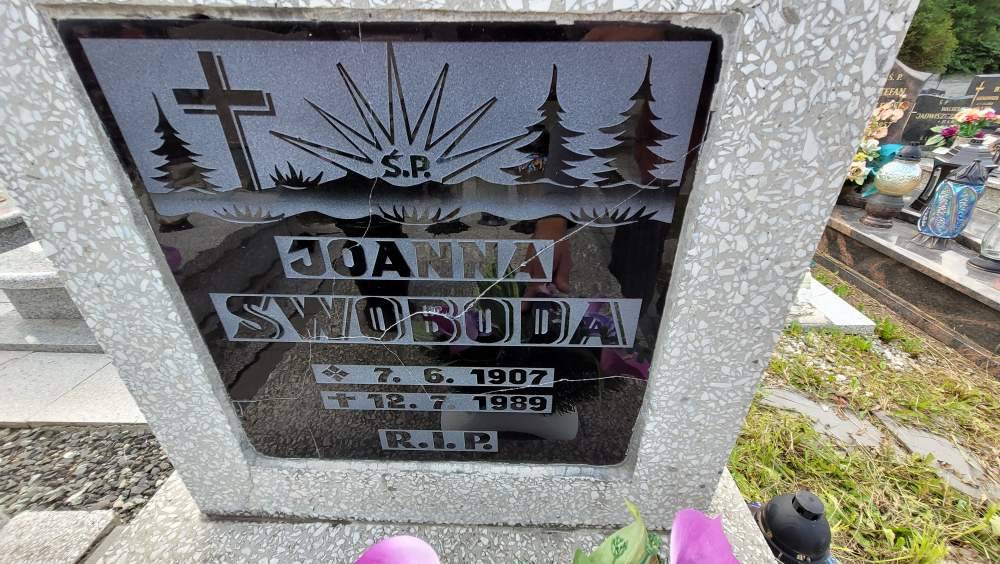 Ś.P.
JOANNA
SWOBODA
7. 6. 1907
✝ 12. 7. 1989
R.I.P.
Ś.P.